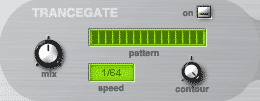 TRANCEGATE
on
pattern
mix
1/64
speed
contour